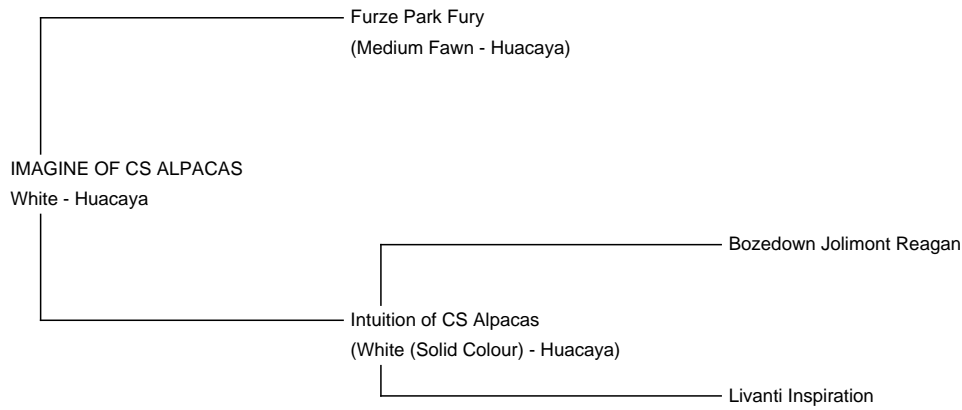 Furze Park Fury
(Medium Fawn - Huacaya)
IMAGINE OF CS ALPACAS
White - Huacaya
Bozedown Jolimont Reagan
Intuition of CS Alpacas
(White (Solid Colour) - Huacaya)
Livanti Inspiration